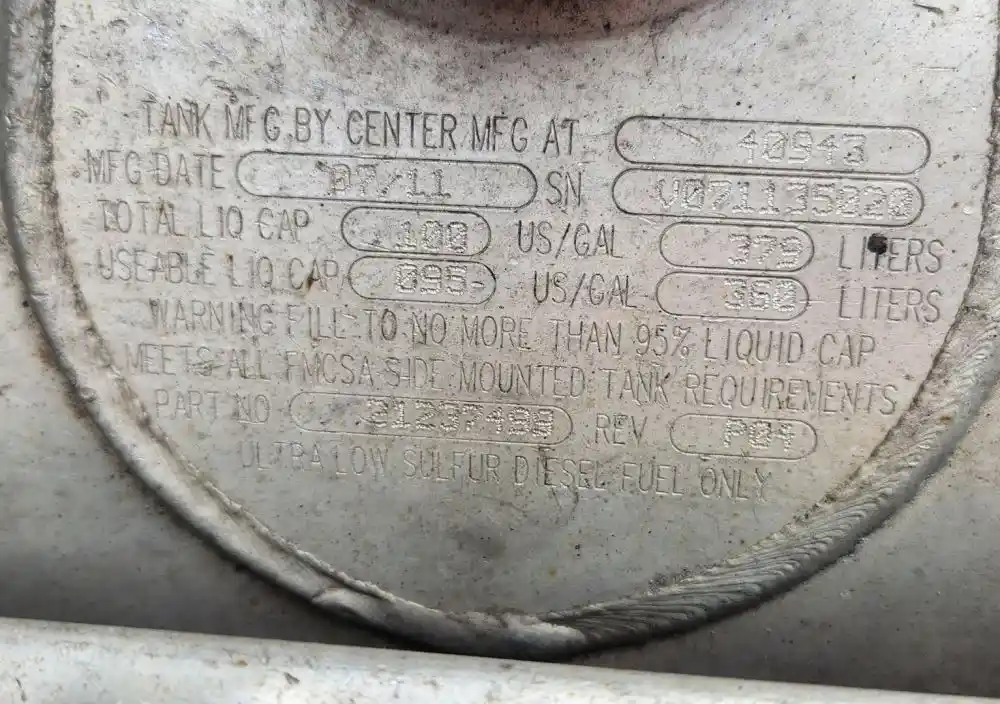 TANK MFG. BY CENTER MFG AT 40943
MFG DATE 07/11 SN V071135020
TOTAL LIQ CAP 100 US/GAL 379 LITERS
USEABLE LIQ CAP 095 US/GAL 360 LITERS
WARNING FILL TO NO MORE THAN 95% LIQUID CAP
MEETS ALL FMCSA SIDE MOUNTED TANK REQUIREMENTS
PART NO 21237488 REV P04
ULTRA LOW SULFUR DIESEL FUEL ONLY